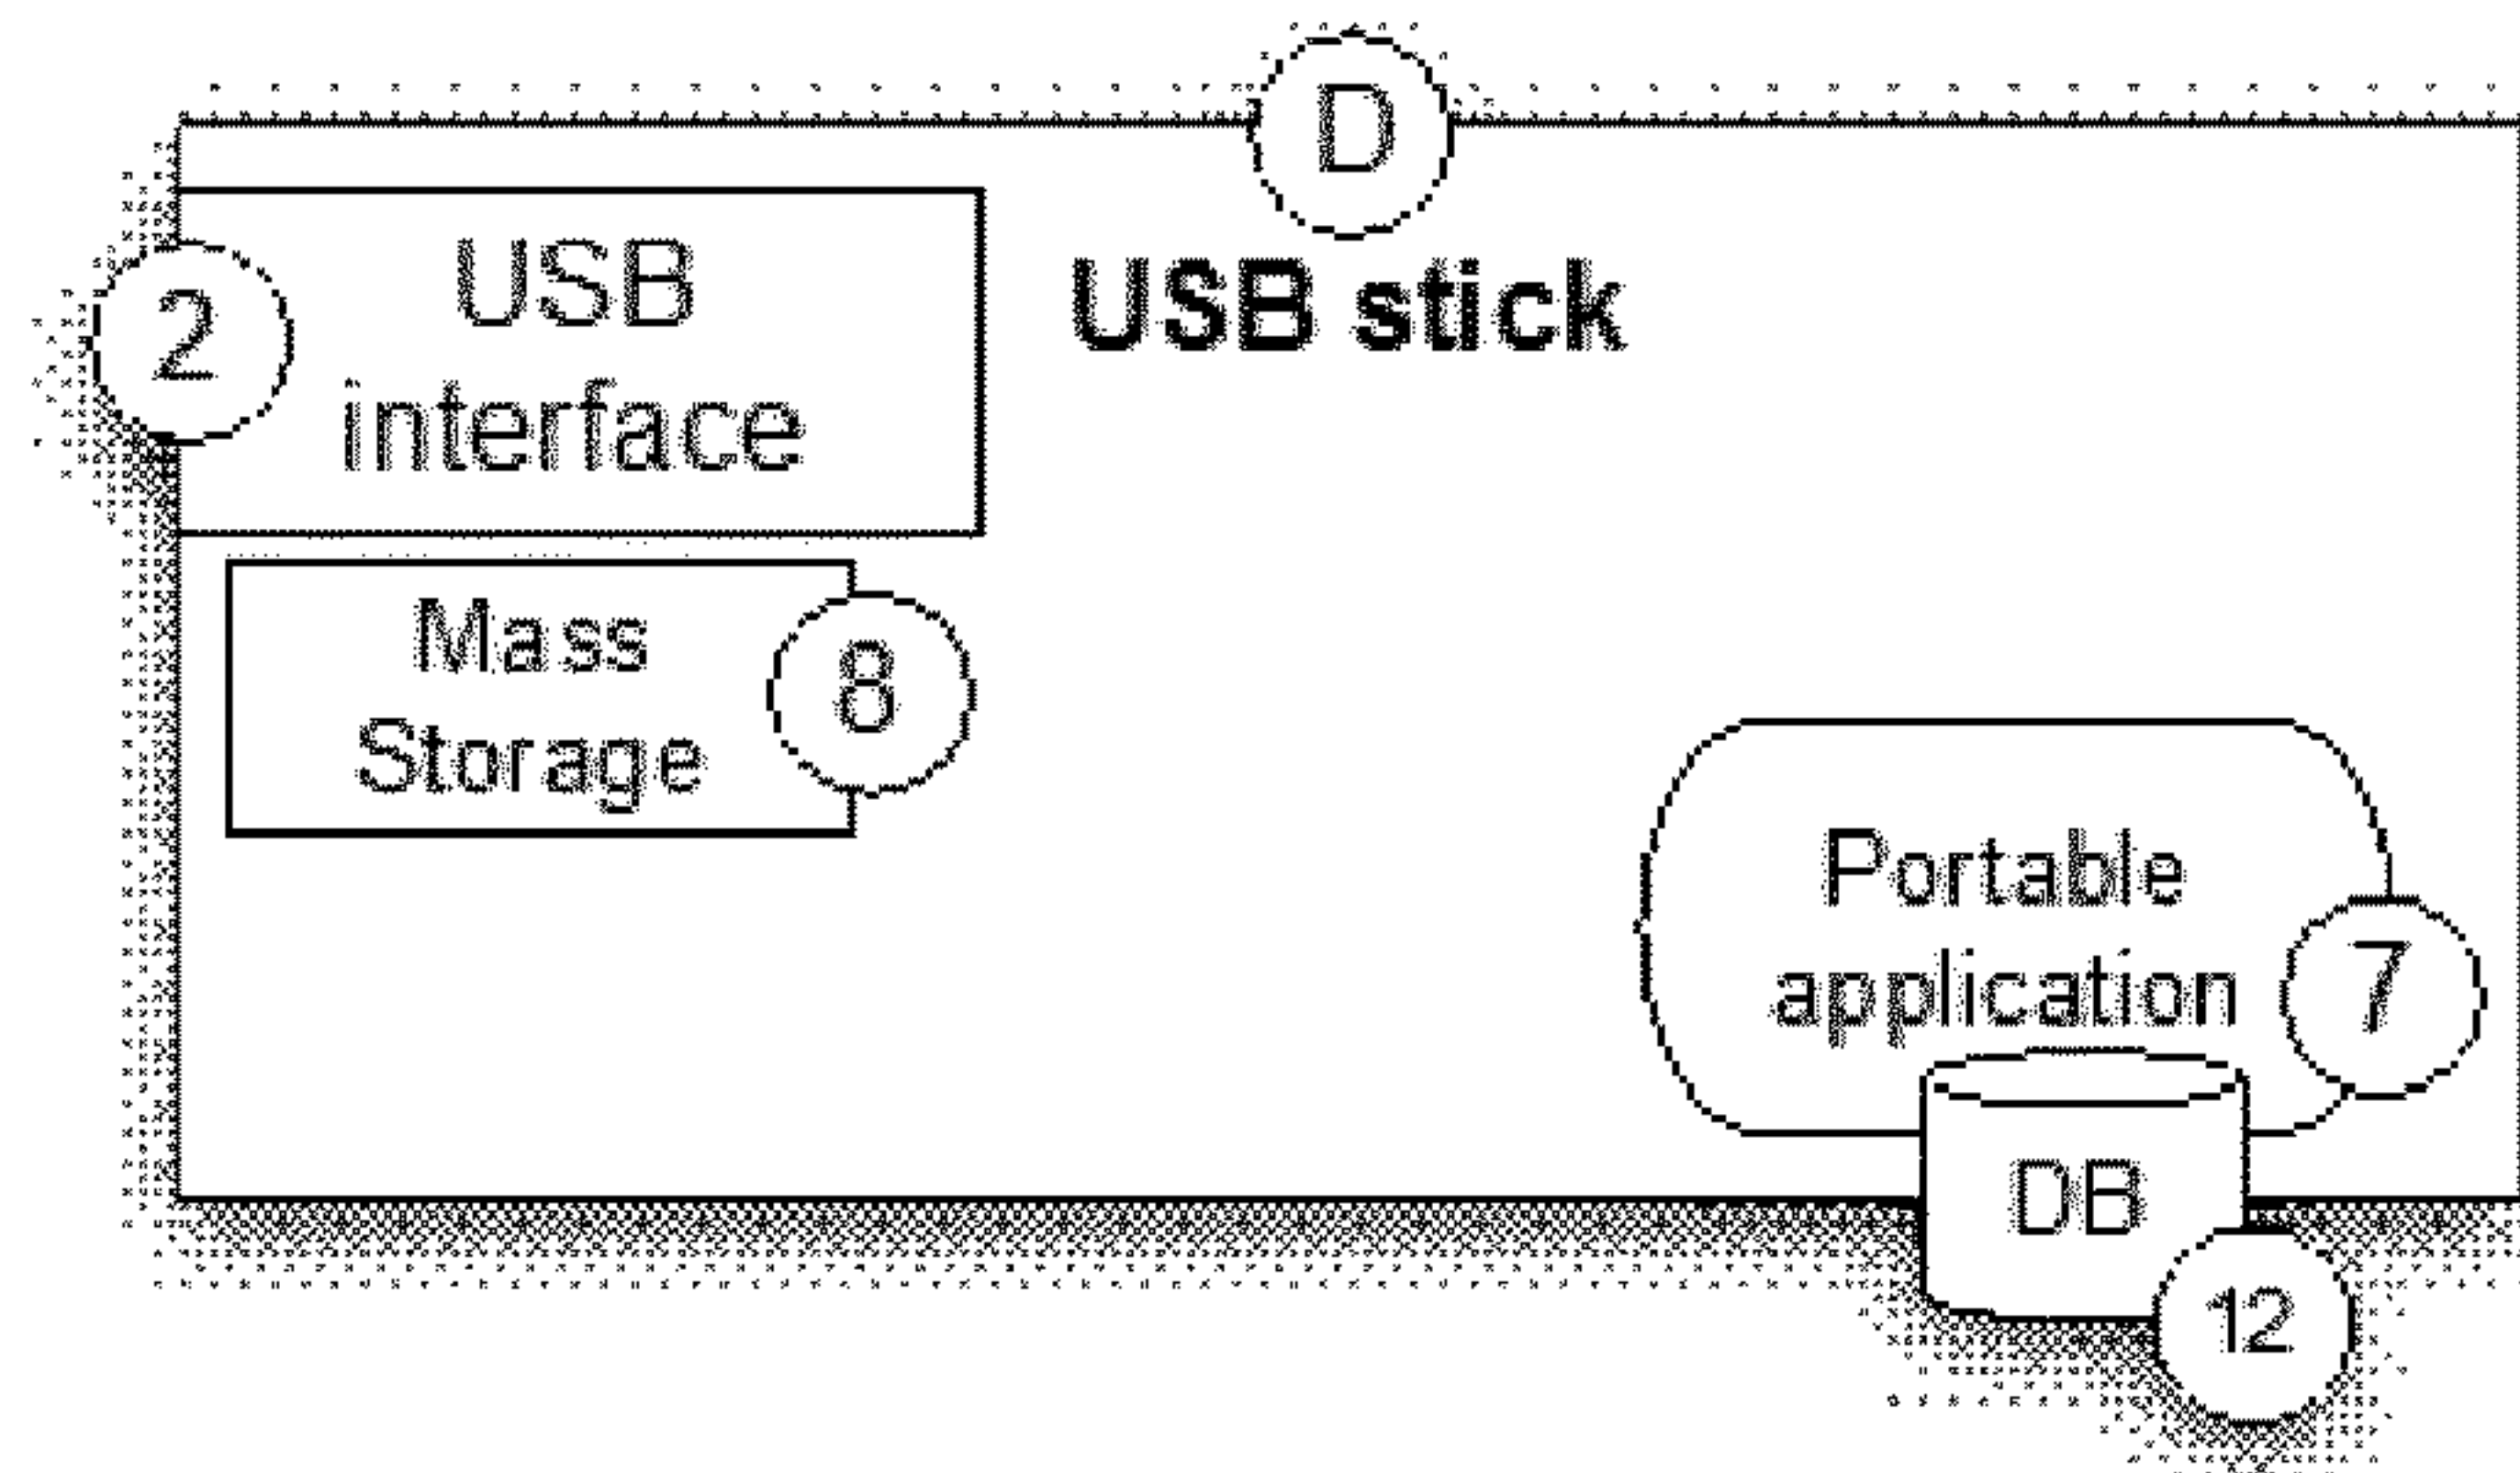 D
USB stick
2
USB
interface
Mass
Storage
8
Portable
application
7
DB
12